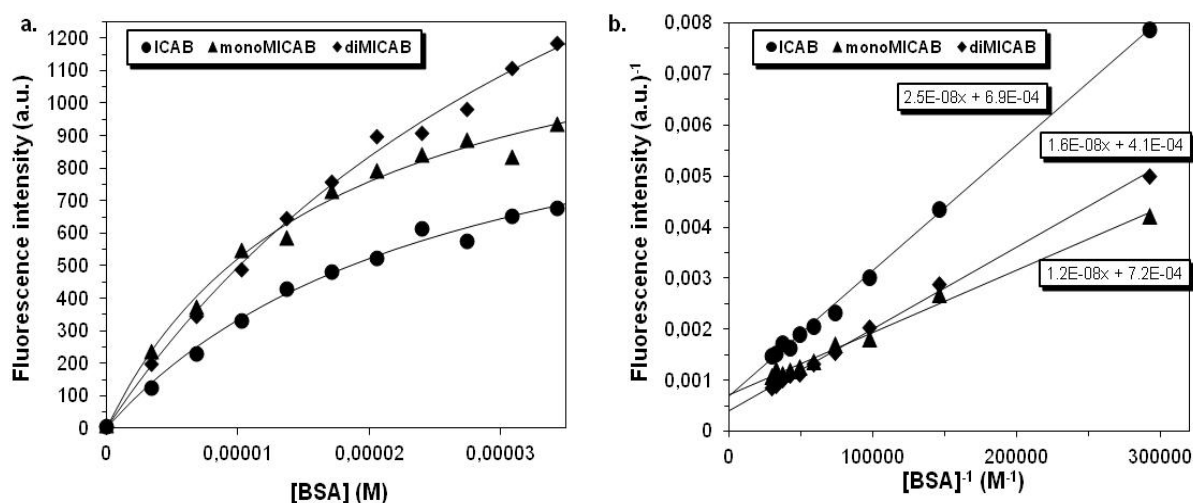 a.
ICAB monoMICAB diMICAB
Fluorescence intensity (a.u.)
1200
1100
1000
900
800
700
600
500
400
300
200
100
0
0
0,00001
0,00002
0,00003
[BSA] (M)
b.
ICAB monoMICAB diMICAB
Fluorescence intensity (a.u.)⁻¹
0,008
0,007
0,006
0,005
0,004
0,003
0,002
0,001
0
2.5E-08x + 6.9E-04
1.6E-08x + 4.1E-04
1.2E-08x + 7.2E-04
0
100000
200000
300000
[BSA]⁻¹ (M⁻¹)